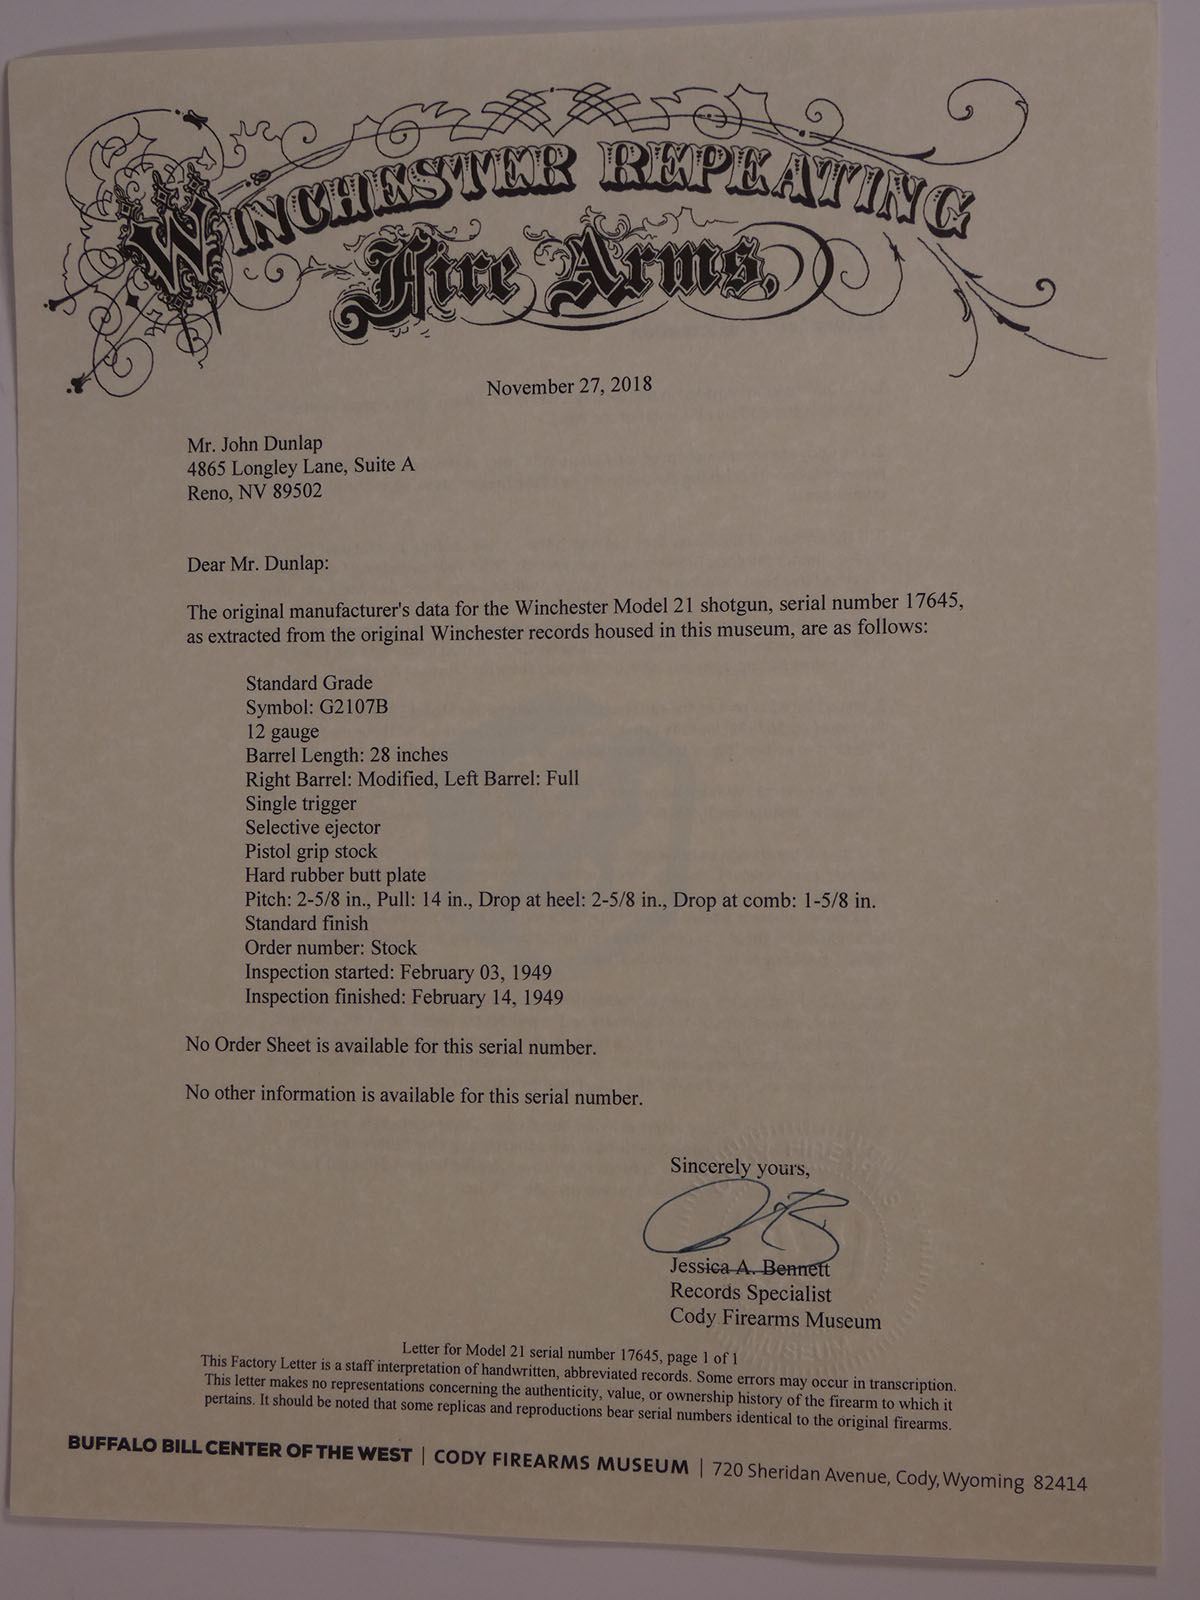 WINCHESTER REPEATING
Fire Arms,
November 27, 2018
Mr. John Dunlap
4865 Longley Lane, Suite A
Reno, NV 89502
Dear Mr. Dunlap:
The original manufacturer's data for the Winchester Model 21 shotgun, serial number 17645,
as extracted from the original Winchester records housed in this museum, are as follows:
Standard Grade
Symbol: G2107B
12 gauge
Barrel Length: 28 inches
Right Barrel: Modified, Left Barrel: Full
Single trigger
Selective ejector
Pistol grip stock
Hard rubber butt plate
Pitch: 2-5/8 in., Pull: 14 in., Drop at heel: 2-5/8 in., Drop at comb: 1-5/8 in.
Standard finish
Order number: Stock
Inspection started: February 03, 1949
Inspection finished: February 14, 1949
No Order Sheet is available for this serial number.
No other information is available for this serial number.
Sincerely yours,
Jessica A. Bennett
Records Specialist
Cody Firearms Museum
Letter for Model 21 serial number 17645, page 1 of 1
This Factory Letter is a staff interpretation of handwritten, abbreviated records. Some errors may occur in transcription.
This letter makes no representations concerning the authenticity, value, or ownership history of the firearm to which it
pertains. It should be noted that some replicas and reproductions bear serial numbers identical to the original firearms.
BUFFALO BILL CENTER OF THE WEST | CODY FIREARMS MUSEUM | 720 Sheridan Avenue, Cody, Wyoming 82414